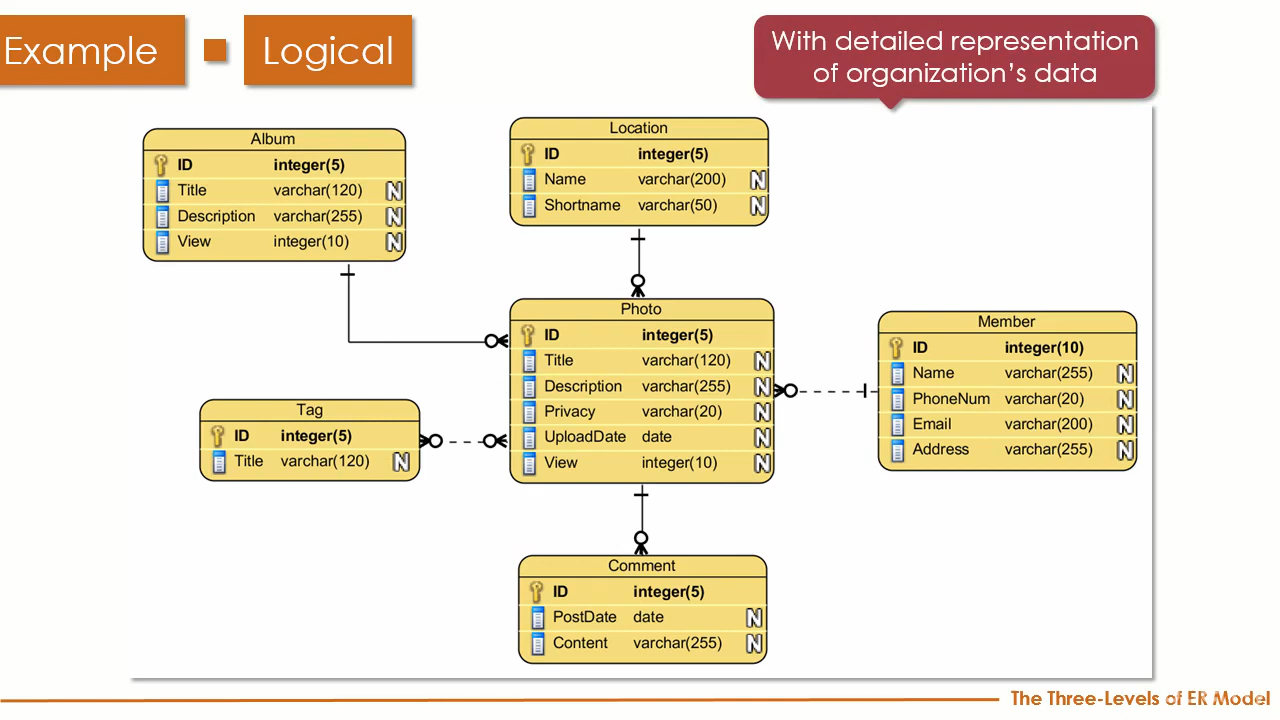 Example
Logical
With detailed representation
of organization's data
Album
ID integer(5)
Title varchar(120) N
Description varchar(255) N
View integer(10) N
Location
ID integer(5)
Name varchar(200) N
Shortname varchar(50) N
Photo
ID integer(5)
Title varchar(120) N
Description varchar(255) N
Privacy varchar(20) N
UploadDate date N
View integer(10) N
Member
ID integer(10)
Name varchar(255) N
PhoneNum varchar(20) N
Email varchar(200) N
Address varchar(255) N
Tag
ID integer(5)
Title varchar(120) N
Comment
ID integer(5)
PostDate date N
Content varchar(255) N
The Three-Levels of ER Model